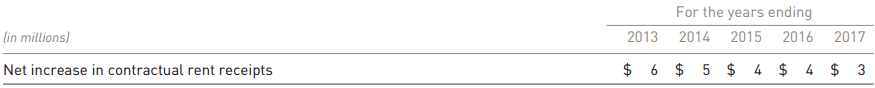 For the years ending
(in millions) 2013 2014 2015 2016 2017
Net increase in contractual rent receipts $ 6 $ 5 $ 4 $ 4 $ 3